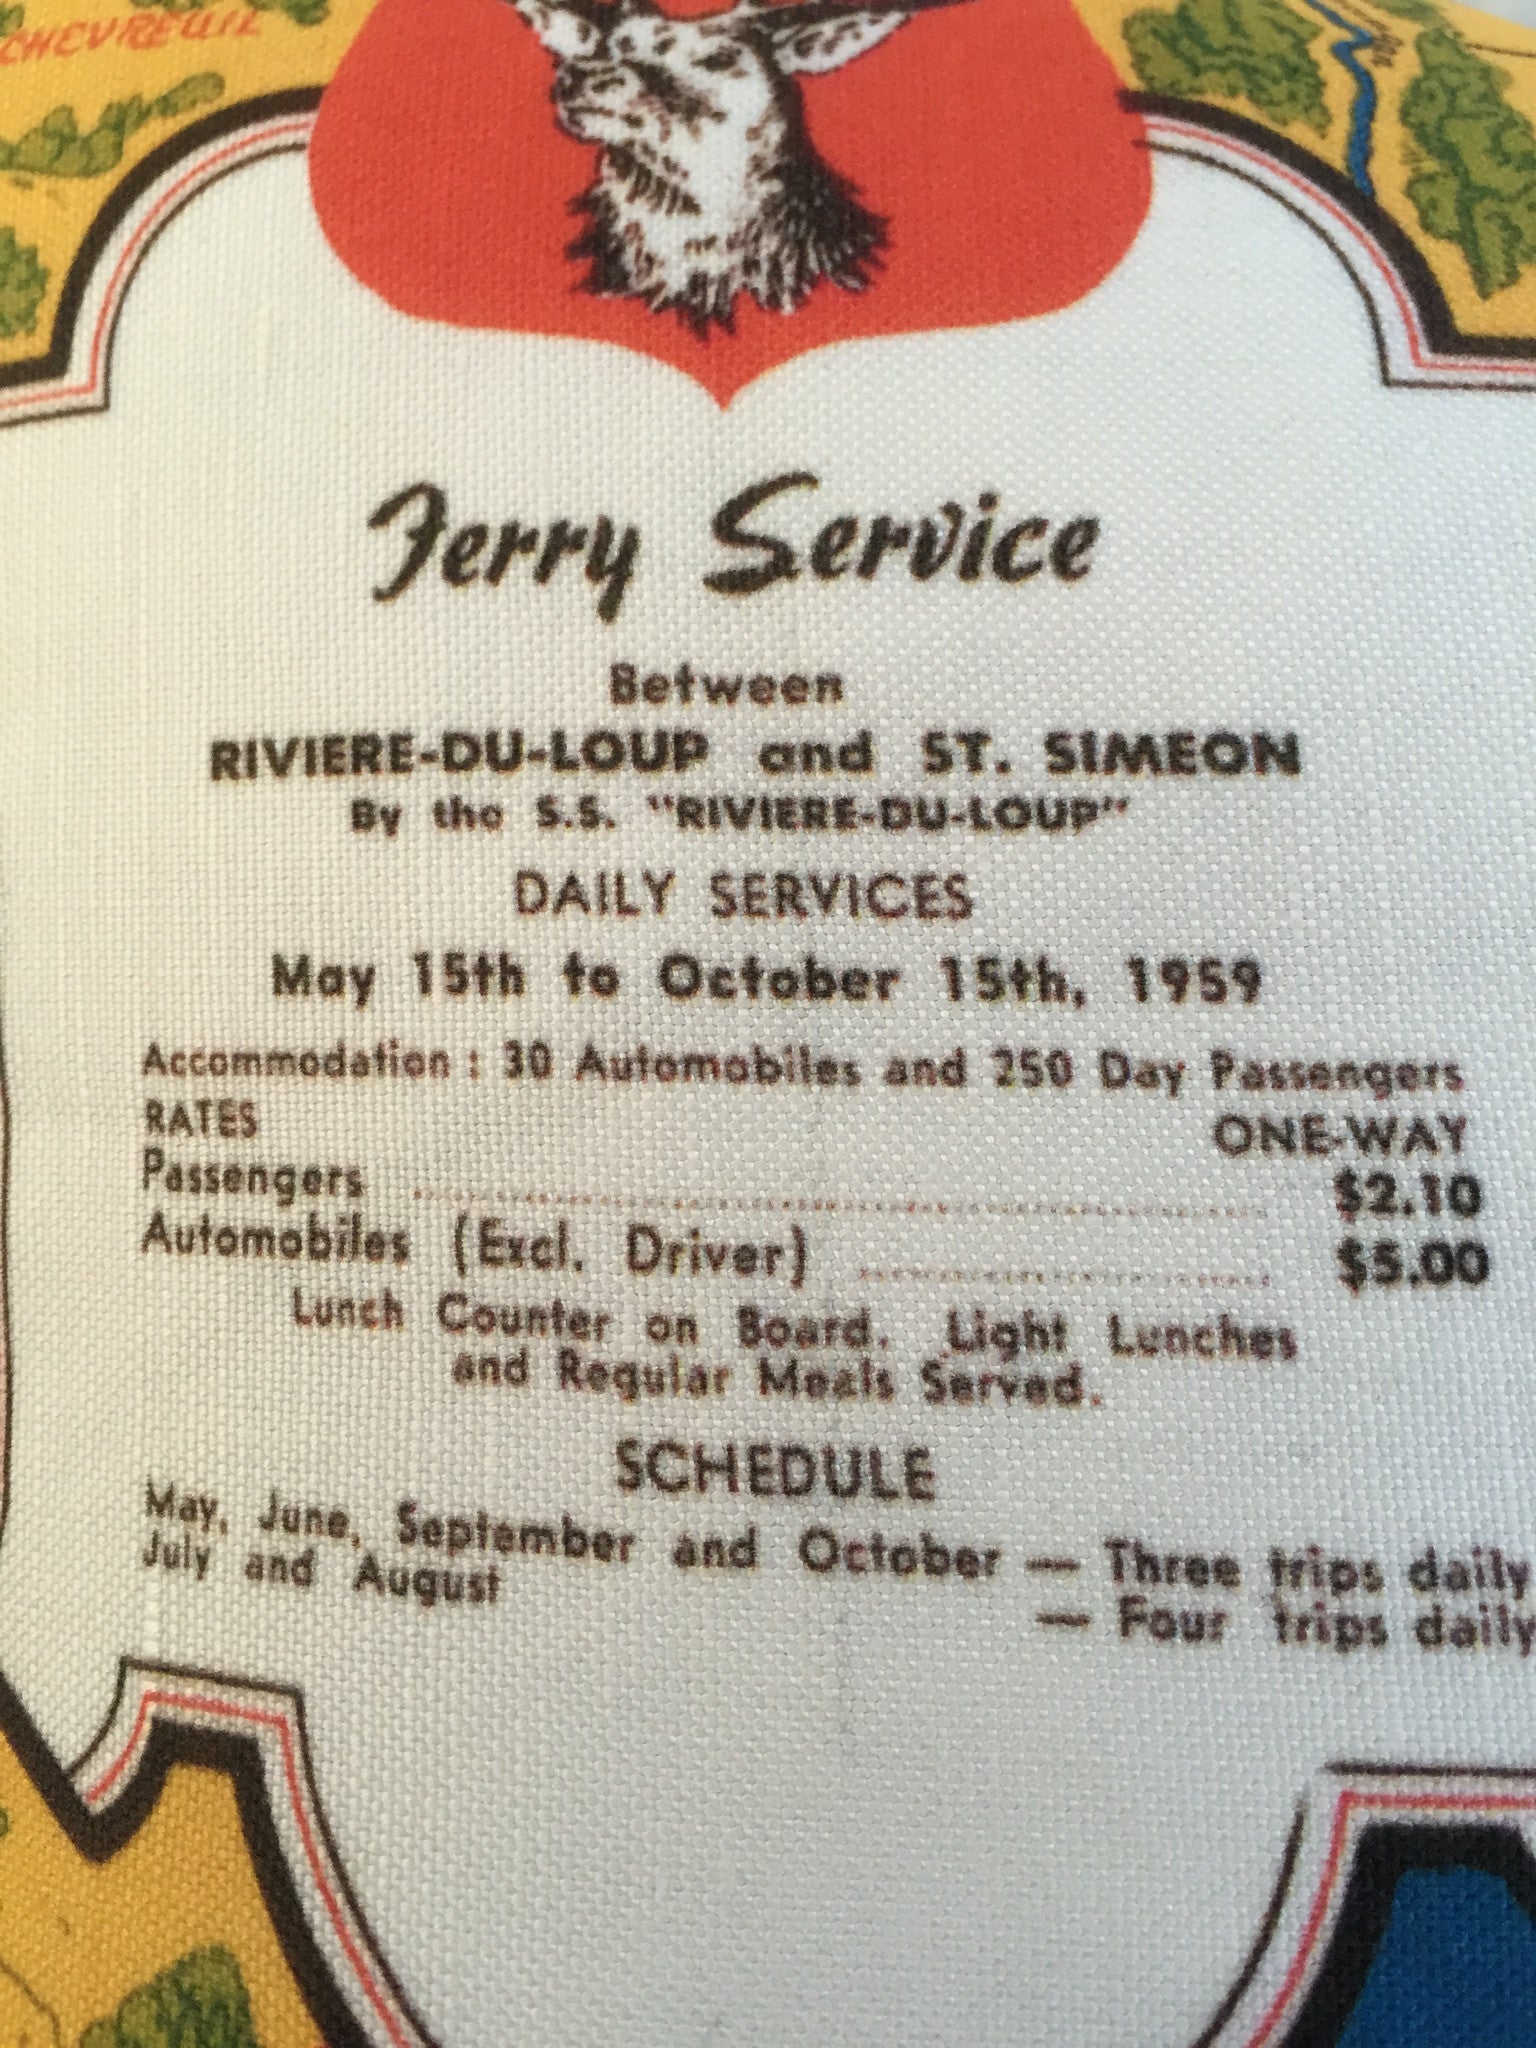 CHEVREUIL
Ferry Service
Between
RIVIERE-DU-LOUP and ST. SIMEON
By the S.S. "RIVIERE-DU-LOUP"
DAILY SERVICES
May 15th to October 15th, 1959
Accommodation : 30 Automobiles and 250 Day Passengers
RATES ONE-WAY
Passengers $2.10
Automobiles (Excl. Driver) $5.00
Lunch Counter on Board. Light Lunches
and Regular Meals Served.
SCHEDULE
May, June, September and October — Three trips daily
July and August — Four trips daily